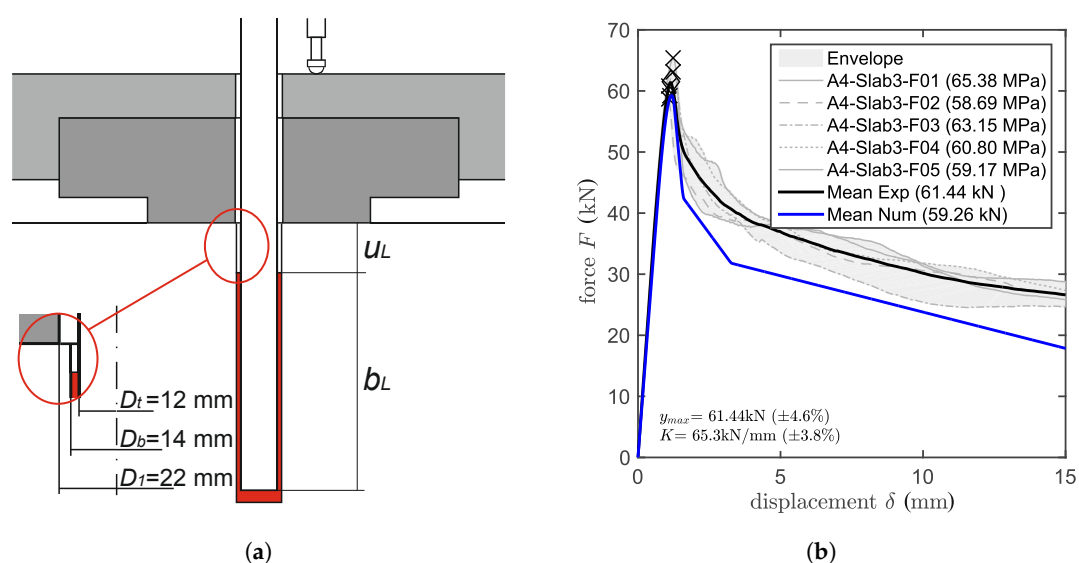 u_L
b_L
D_t=12 mm
D_b=14 mm
D_1=22 mm
(a)
70
60
50
40
30
20
10
0
force F (kN)
Envelope
A4-Slab3-F01 (65.38 MPa)
A4-Slab3-F02 (58.69 MPa)
A4-Slab3-F03 (63.15 MPa)
A4-Slab3-F04 (60.80 MPa)
A4-Slab3-F05 (59.17 MPa)
Mean Exp (61.44 kN )
Mean Num (59.26 kN)
y_max= 61.44kN (±4.6%)
K= 65.3kN/mm (±3.8%)
0 5 10 15
displacement δ (mm)
(b)